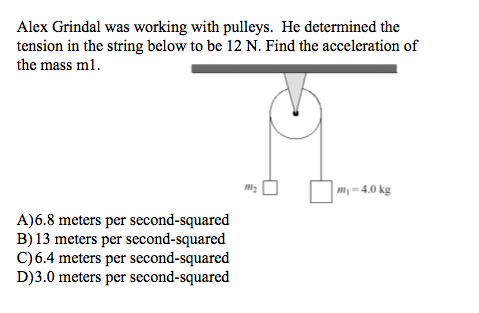 Alex Grindal was working with pulleys. He determined the
tension in the string below to be 12 N. Find the acceleration of
the mass m1.
m₂
m₁ = 4.0 kg
A)6.8 meters per second-squared
B)13 meters per second-squared
C)6.4 meters per second-squared
D)3.0 meters per second-squared